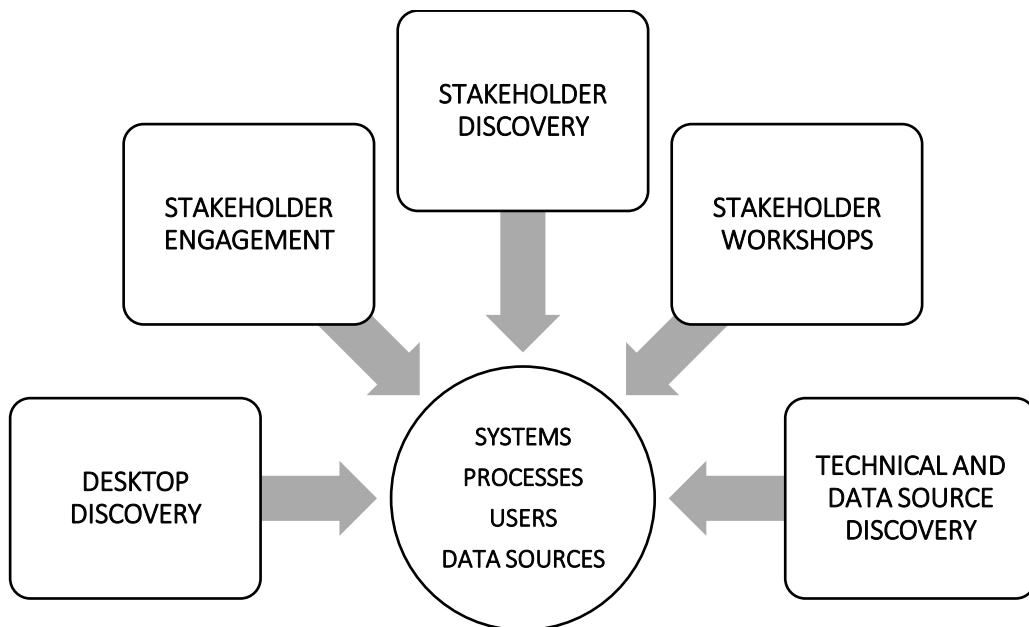 STAKEHOLDER
DISCOVERY
STAKEHOLDER
ENGAGEMENT
STAKEHOLDER
WORKSHOPS
DESKTOP
DISCOVERY
SYSTEMS
PROCESSES
USERS
DATA SOURCES
TECHNICAL AND
DATA SOURCE
DISCOVERY